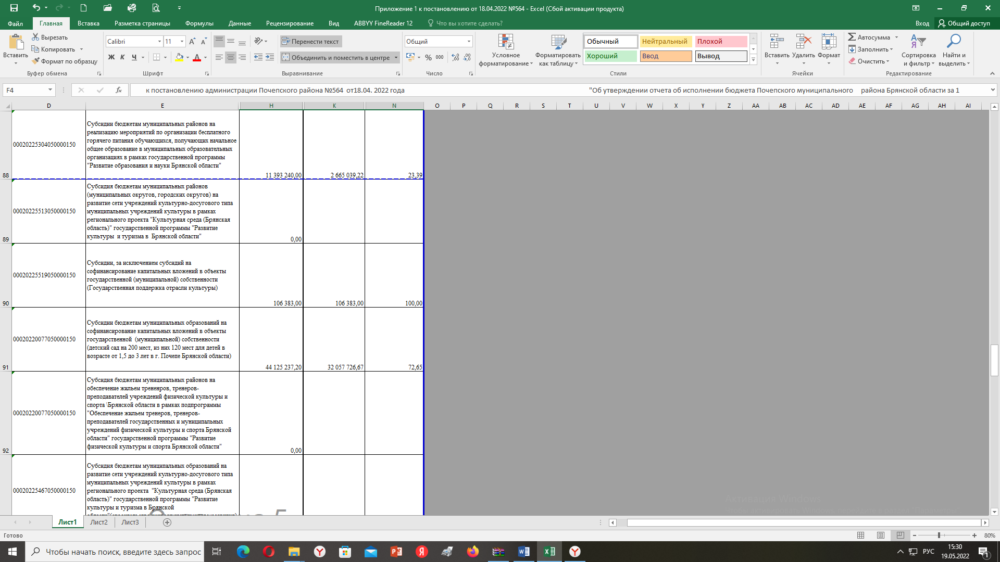 Приложение 1 к постановлению от 18.04.2022 №564 - Excel (Сбой активации продукта)
Файл Главная Вставка Разметка страницы Формулы Данные Рецензирование Вид ABBYY FineReader 12 Что вы хотите сделать? Вход Общий доступ
Вставить
Вырезать
Копировать
Формат по образцу
Буфер обмена
Calibri 11
Ж К Ч
Шрифт
Перенести текст
Объединить и поместить в центре
Выравнивание
Общий
% 000
Число
Условное форматирование
Форматировать как таблицу
Обычный Нейтральный Плохой
Хороший Ввод Вывод
Стили
Вставить Удалить Формат
Ячейки
Автосумма
Заполнить
Очистить
Сортировка и фильтр
Найти и выделить
Редактирование
F4 fx к постановлению администрации Почепского района №564 от18.04. 2022 года "Об утверждении отчета об исполнении бюджета Почепского муниципального района Брянской области за 1
D E H K N O P Q R S T U V W X Y Z AA AB AC AD AE AF AG AH AI
00020225304050000150
Субсидии бюджетам муниципальных районов на
реализацию мероприятий по организации бесплатного
горячего питания обучающихся, получающих начальное
общее образование в муниципальных образовательных
организациях в рамках государственной программы
"Развитие образования и науки Брянской области"
88 11 393 240,00 2 665 039,22 23,39
00020225513050000150
Субсидия бюджетам муниципальных районов
(муниципальных округов, городских округов) на
развитие сети учреждений культурно-досугового типа
муниципальных учреждений культуры в рамках
регионального проекта "Культурная среда (Брянская
область)" государственной программы "Развитие
культуры и туризма в Брянской области"
89 0,00
00020225519050000150
Субсидии, за исключением субсидий на
софинансирование капитальных вложений в объекты
государственной (муниципальной) собственности
(Государственная поддержка отрасли культуры)
90 106 383,00 106 383,00 100,00
00020220077050000150
Субсидии бюджетам муниципальных образований на
софинансирование капитальных вложений в объекты
государственной (муниципальной) собственности
(детский сад на 200 мест, из них 120 мест для детей в
возрасте от 1,5 до 3 лет в г. Почепе Брянской области)
91 44 125 237,20 32 057 726,67 72,65
00020220077050000150
Субсидия бюджетам муниципальных районов на
обеспечение жильем трененров, тренеров-
преподавателей учреждений физической культуры и
спорта \Брянской области в рамках подпрограммы
"Обеспечение жильем тренеров, тренеров-
преподавателей государственных и муниципальных
учреждений физической культуры и спорта Брянской
области" государственной программы "Развитие
физической культуры и спорта Брянской области"
92 0,00
00020225467050000150
Субсидия бюджетам муниципальных образований на
развитие сети учреждений культурно-досугового типа
муниципальных учреждений культуры в рамках
регионального проекта "Культурная среда (Брянская
область)" государственной программы "Развитие
культуры и туризма в Брянской
Активация Windows
Лист1 Лист2 Лист3
Готово 80%
Чтобы начать поиск, введите здесь запрос
РУС
15:30
19.05.2022
1